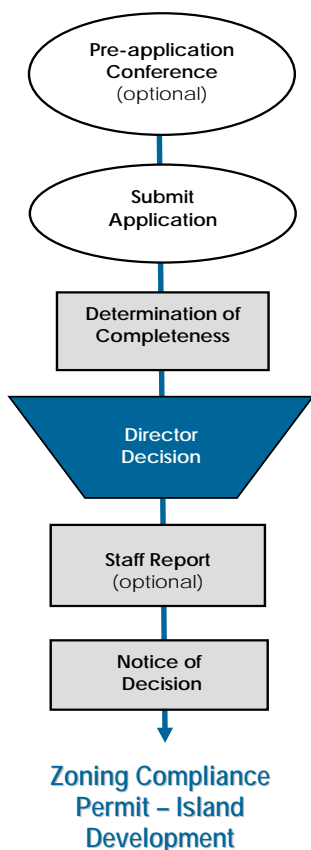 Pre-application
Conference
(optional)
Submit
Application
Determination of
Completeness
Director
Decision
Staff Report
(optional)
Notice of
Decision
Zoning Compliance
Permit – Island
Development